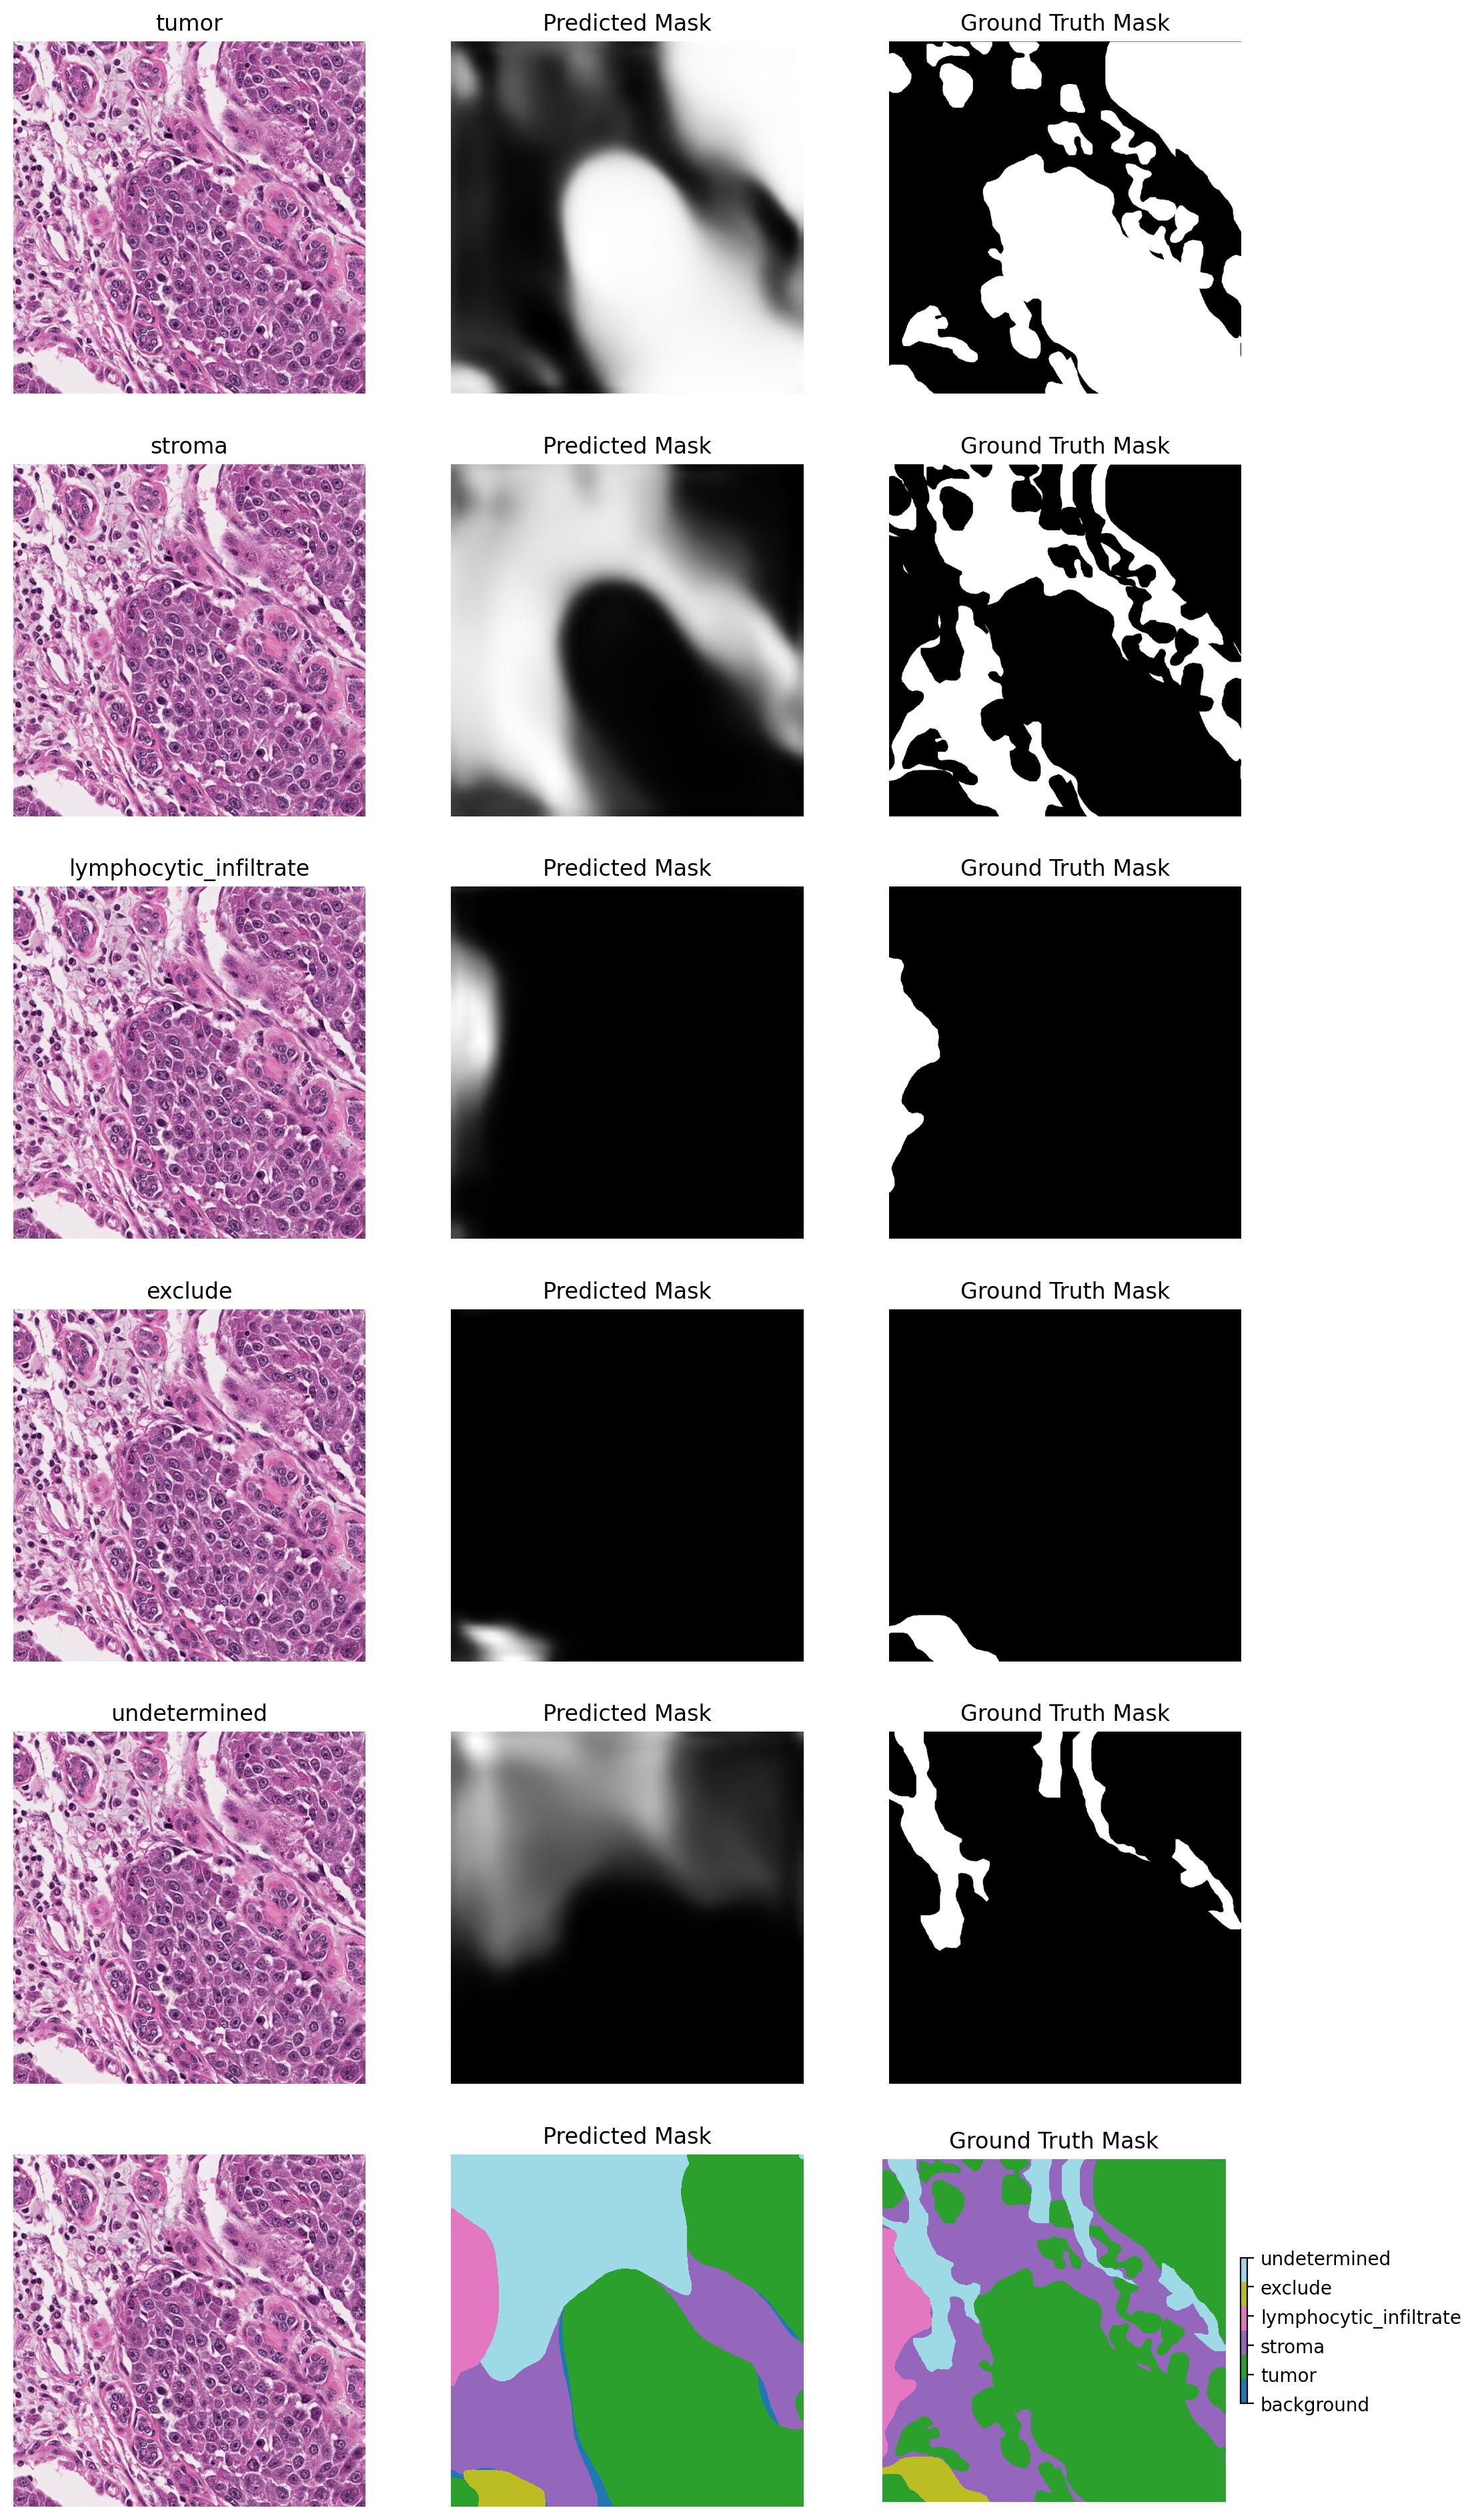 tumor
Predicted Mask
Ground Truth Mask
stroma
Predicted Mask
Ground Truth Mask
lymphocytic_infiltrate
Predicted Mask
Ground Truth Mask
exclude
Predicted Mask
Ground Truth Mask
undetermined
Predicted Mask
Ground Truth Mask
Predicted Mask
Ground Truth Mask
undetermined
exclude
lymphocytic_infiltrate
stroma
tumor
background